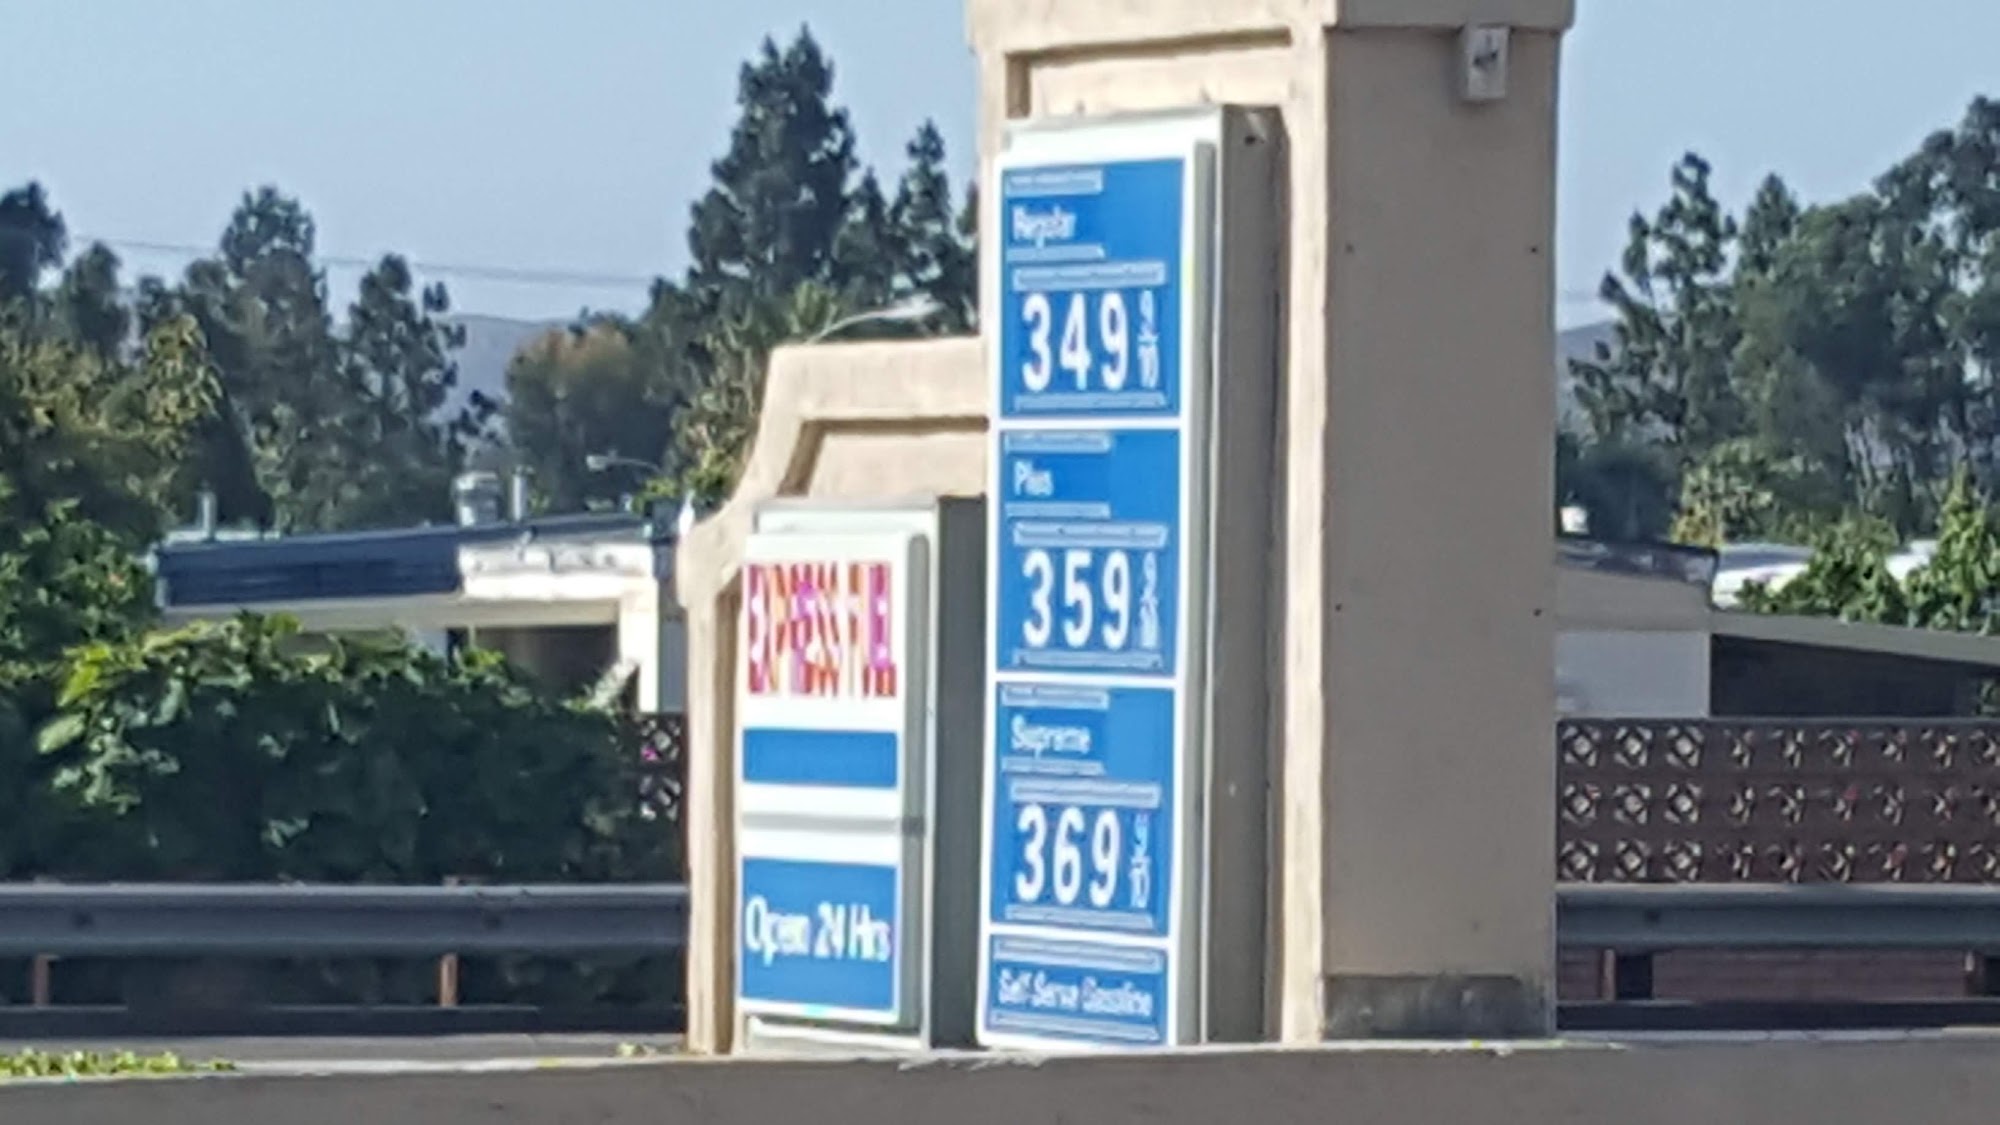 EXPRESS FUEL
Open 24 Hrs
Regular
349 9/10
Plus
359 9/10
Supreme
369 9/10
Self Serve Gasoline